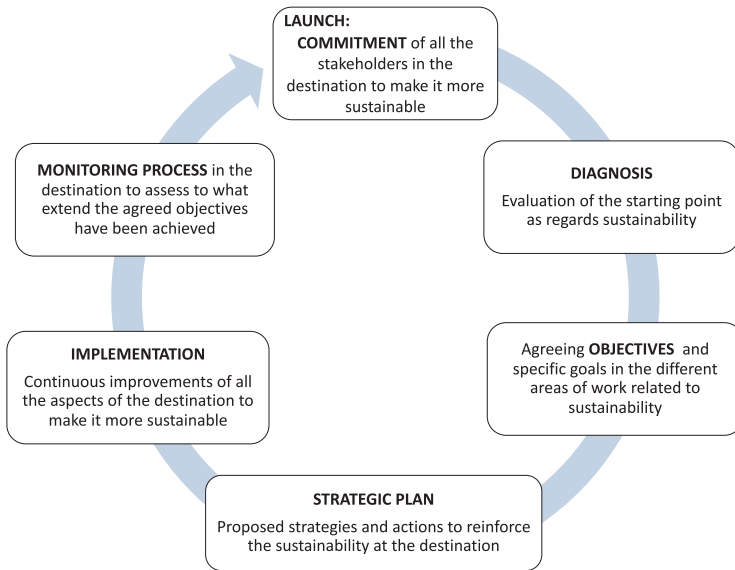 LAUNCH:
COMMITMENT of all the
stakeholders in the
destination to make it more
sustainable
DIAGNOSIS
Evaluation of the starting point
as regards sustainability
Agreeing OBJECTIVES and
specific goals in the different
areas of work related to
sustainability
STRATEGIC PLAN
Proposed strategies and actions to reinforce
the sustainability at the destination
IMPLEMENTATION
Continuous improvements of all
the aspects of the destination to
make it more sustainable
MONITORING PROCESS in the
destination to assess to what
extend the agreed objectives
have been achieved